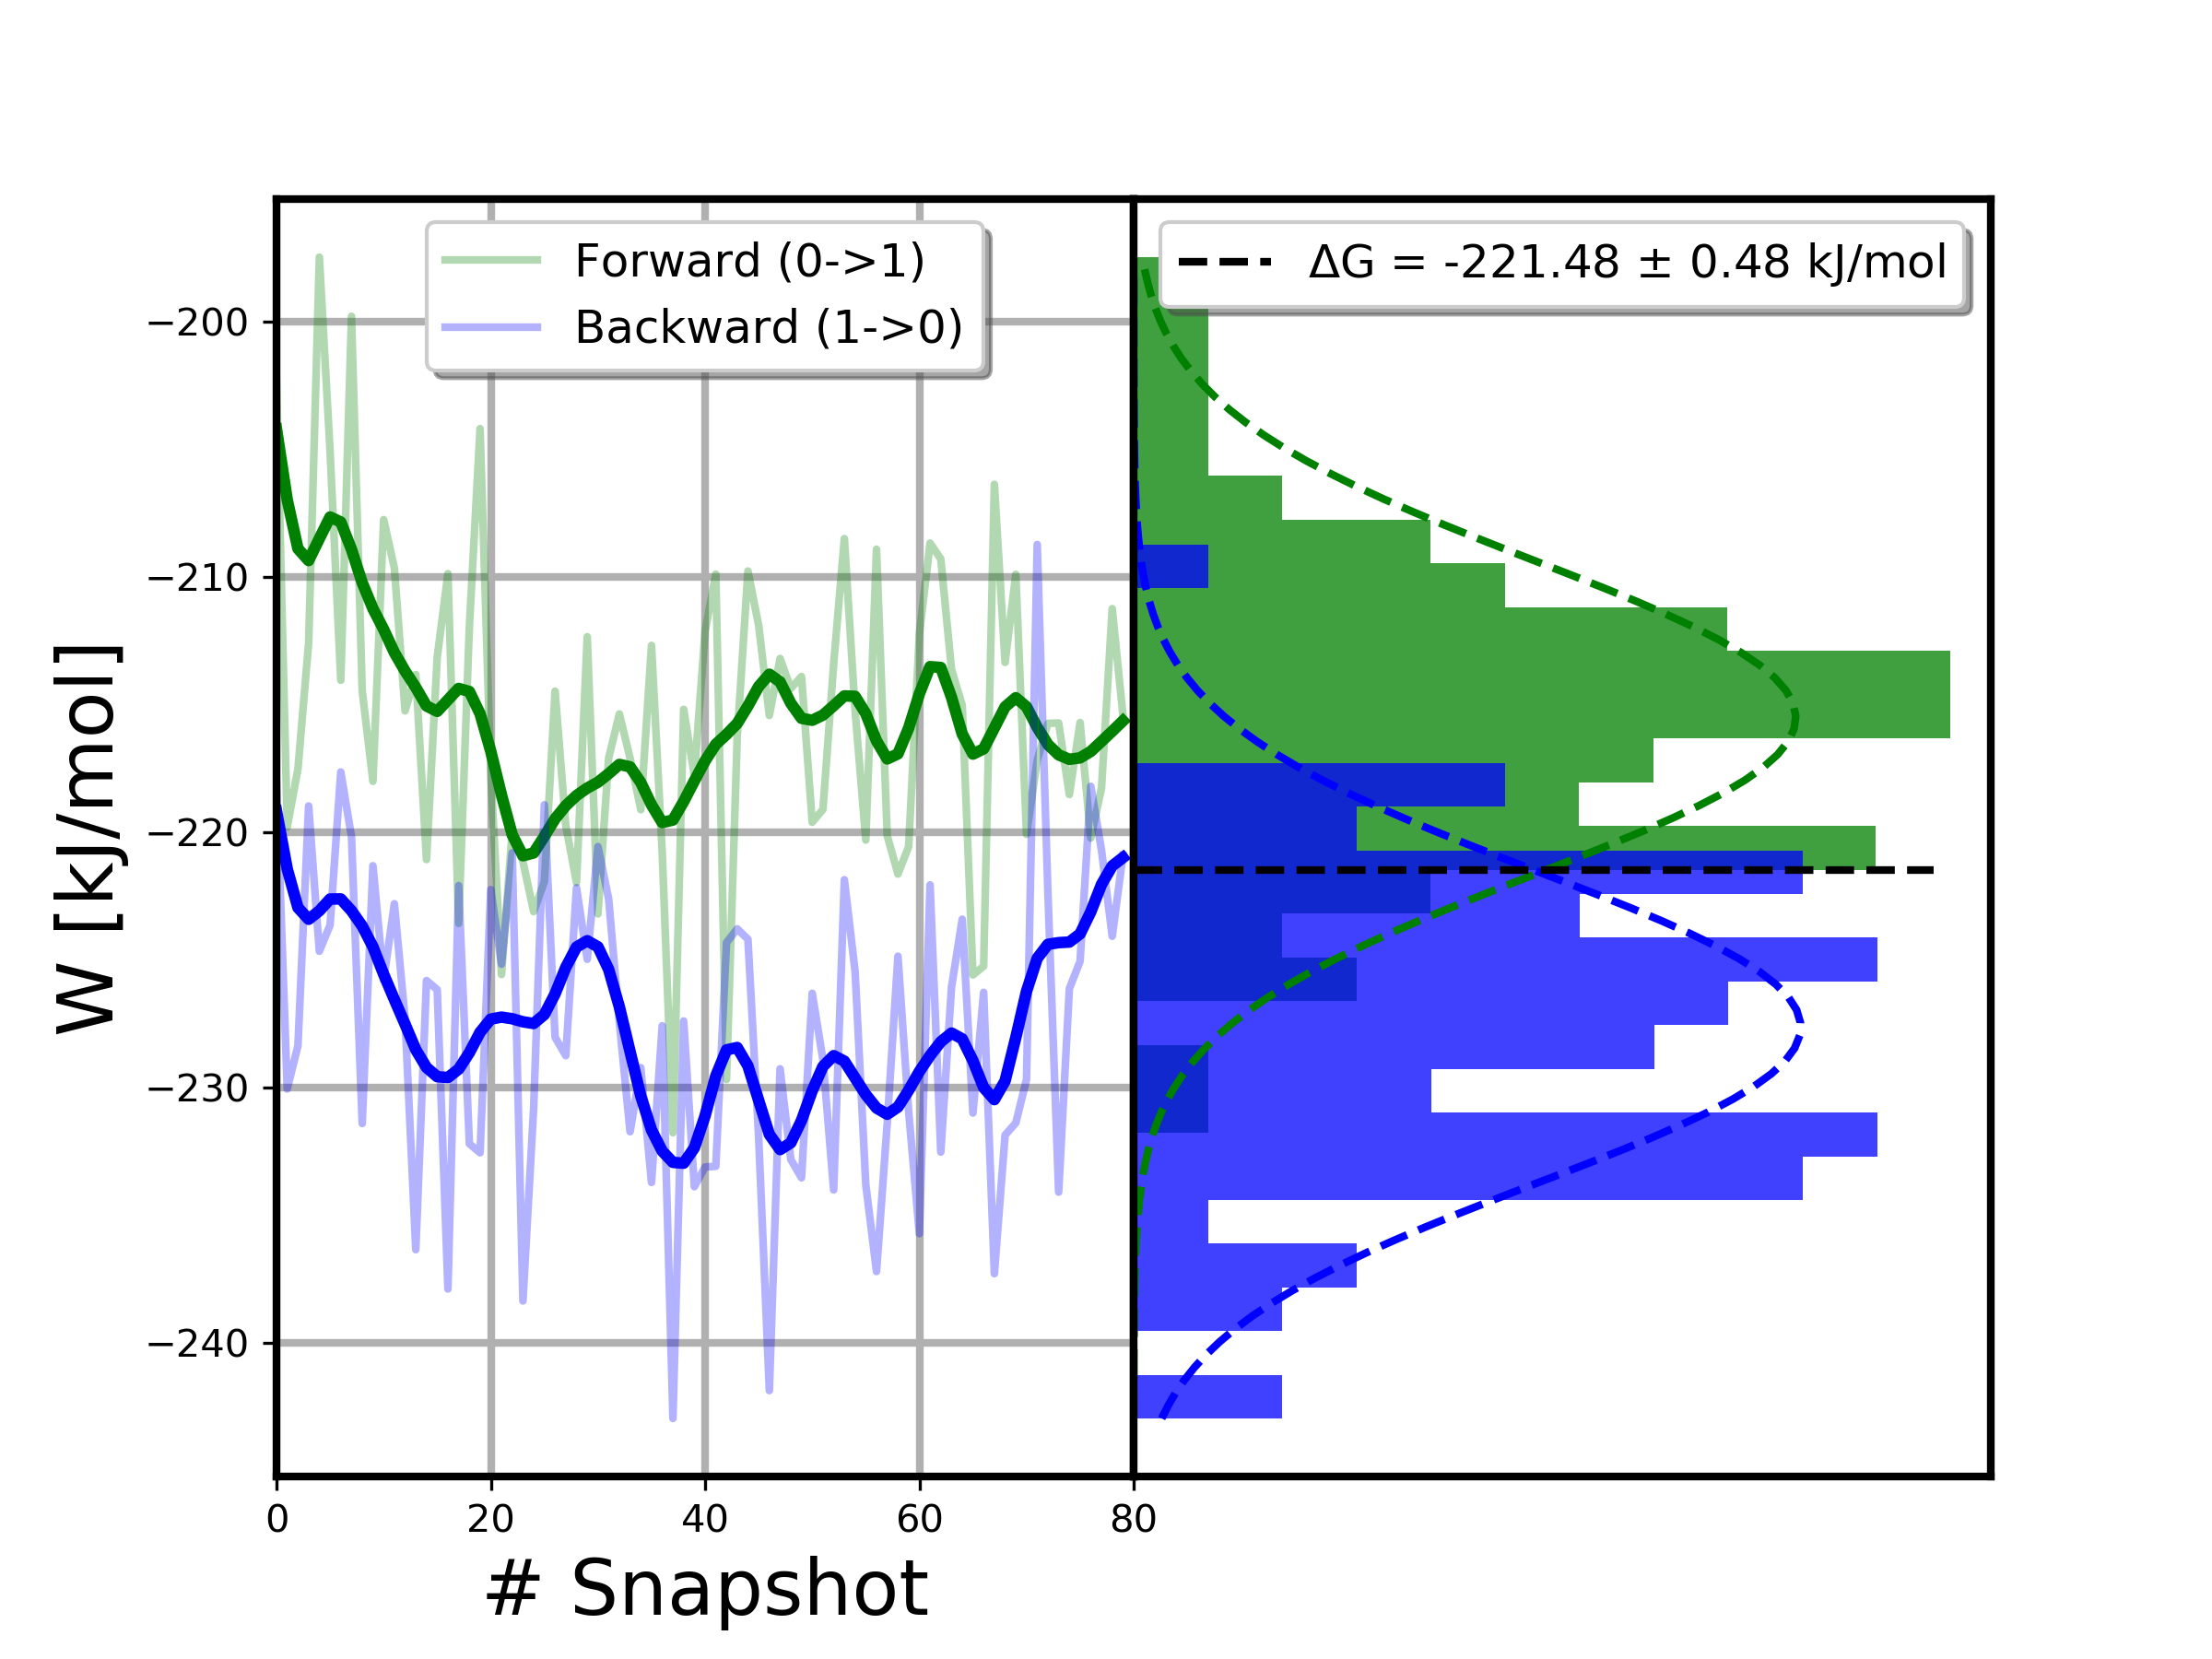 Forward (0->1)
Backward (1->0)
ΔG = -221.48 ± 0.48 kJ/mol
W [kJ/mol]
−200
−210
−220
−230
−240
0
20
40
60
80
# Snapshot